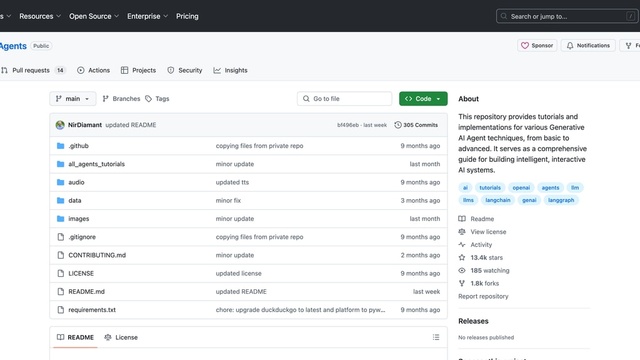 s Resources Open Source Enterprise Pricing Search or jump to... /
Agents Public Sponsor Notifications
Pull requests 14 Actions Projects Security Insights
main Branches Tags Go to file Code
NirDiamant updated README bf496eb · last week 305 Commits
.github copying files from private repo 9 months ago
all_agents_tutorials minor update last month
audio updated tts 9 months ago
data minor fix 3 months ago
images minor update last month
.gitignore copying files from private repo 9 months ago
CONTRIBUTING.md minor update 2 months ago
LICENSE updated license 9 months ago
README.md updated README last week
requirements.txt chore: upgrade duckduckgo to latest and platform to pyw... 9 months ago
README License
About
This repository provides tutorials and
implementations for various Generative
AI Agent techniques, from basic to
advanced. It serves as a comprehensive
guide for building intelligent, interactive
AI systems.
ai tutorials openai agents llm
llms langchain genai langgraph
Readme
View license
Activity
13.4k stars
185 watching
1.8k forks
Report repository
Releases
No releases published